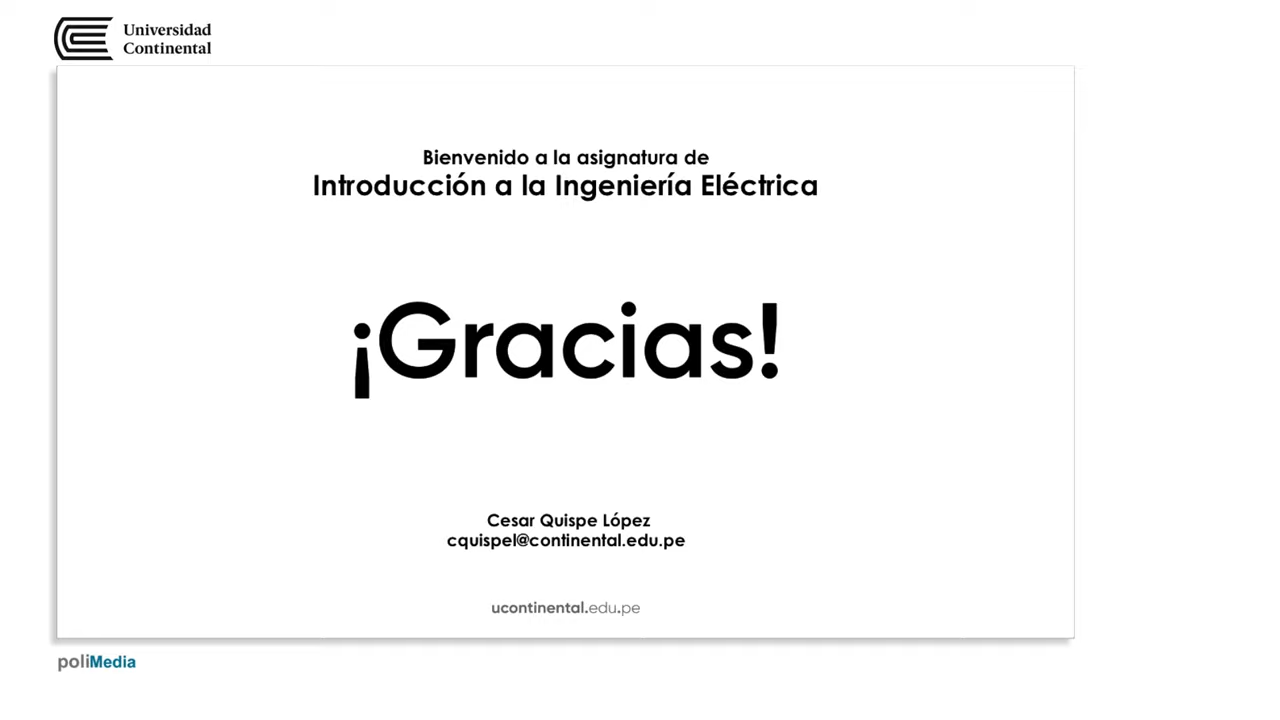 Universidad
Continental
Bienvenido a la asignatura de
Introducción a la Ingeniería Eléctrica
¡Gracias!
Cesar Quispe López
cquispel@continental.edu.pe
ucontinental.edu.pe
poliMedia